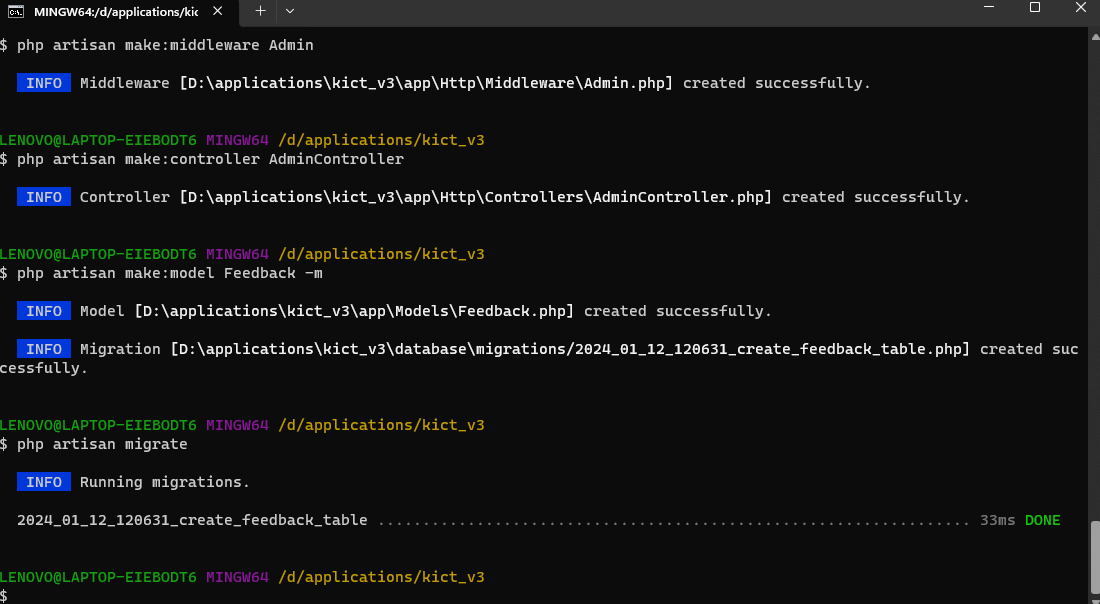 MINGW64:/d/applications/kic
$ php artisan make:middleware Admin
INFO Middleware [D:\applications\kict_v3\app\Http\Middleware\Admin.php] created successfully.
LENOVO@LAPTOP-EIEBODT6 MINGW64 /d/applications/kict_v3
$ php artisan make:controller AdminController
INFO Controller [D:\applications\kict_v3\app\Http\Controllers\AdminController.php] created successfully.
LENOVO@LAPTOP-EIEBODT6 MINGW64 /d/applications/kict_v3
$ php artisan make:model Feedback -m
INFO Model [D:\applications\kict_v3\app\Models\Feedback.php] created successfully.
INFO Migration [D:\applications\kict_v3\database\migrations/2024_01_12_120631_create_feedback_table.php] created suc
cessfully.
LENOVO@LAPTOP-EIEBODT6 MINGW64 /d/applications/kict_v3
$ php artisan migrate
INFO Running migrations.
2024_01_12_120631_create_feedback_table .................................................................. 33ms DONE
LENOVO@LAPTOP-EIEBODT6 MINGW64 /d/applications/kict_v3
$